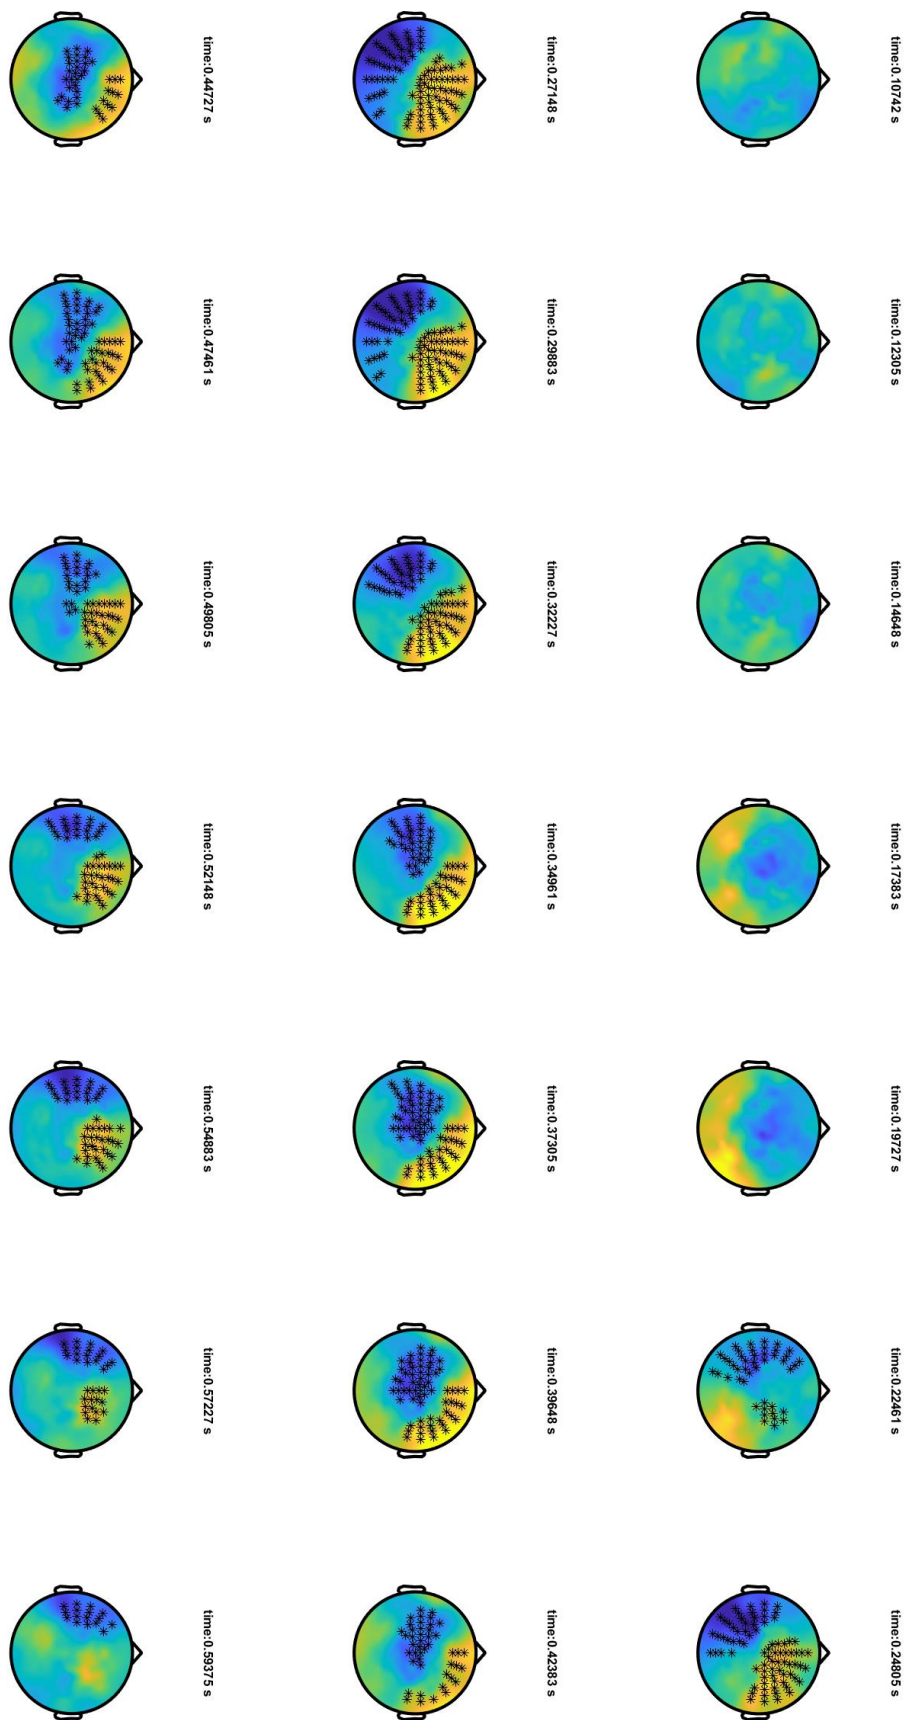 time:0.10742 s
time:0.12305 s
time:0.14648 s
time:0.17383 s
time:0.19727 s
time:0.22461 s
time:0.24805 s
time:0.27148 s
time:0.29883 s
time:0.32227 s
time:0.34961 s
time:0.37305 s
time:0.39648 s
time:0.42383 s
time:0.44727 s
time:0.47461 s
time:0.49805 s
time:0.52148 s
time:0.54883 s
time:0.57227 s
time:0.59375 s